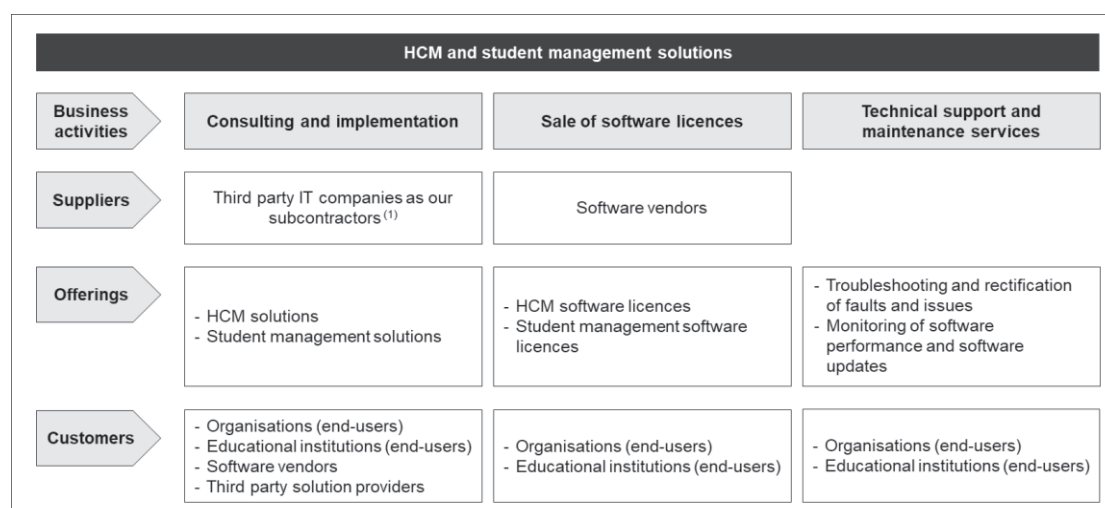 HCM and student management solutions
Business
activities
Consulting and implementation
Sale of software licences
Technical support and
maintenance services
Suppliers
Third party IT companies as our
subcontractors (1)
Software vendors
Offerings
- HCM solutions
- Student management solutions
- HCM software licences
- Student management software
licences
- Troubleshooting and rectification
of faults and issues
- Monitoring of software
performance and software
updates
Customers
- Organisations (end-users)
- Educational institutions (end-users)
- Software vendors
- Third party solution providers
- Organisations (end-users)
- Educational institutions (end-users)
- Organisations (end-users)
- Educational institutions (end-users)